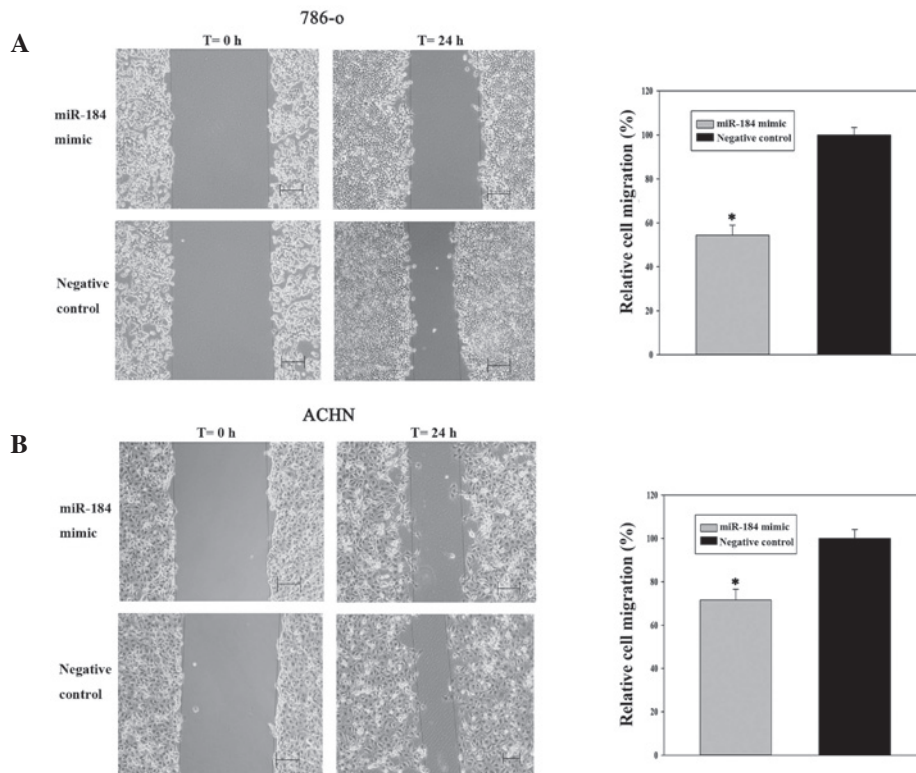 786-o
A
T= 0 h
T= 24 h
miR-184
mimic
Negative
control
120
100
80
60
40
20
0
Relative cell migration (%)
miR-184 mimic
Negative control
*
ACHN
B
T= 0 h
T= 24 h
miR-184
mimic
Negative
control
120
100
80
60
40
20
0
Relative cell migration (%)
miR-184 mimic
Negative control
*